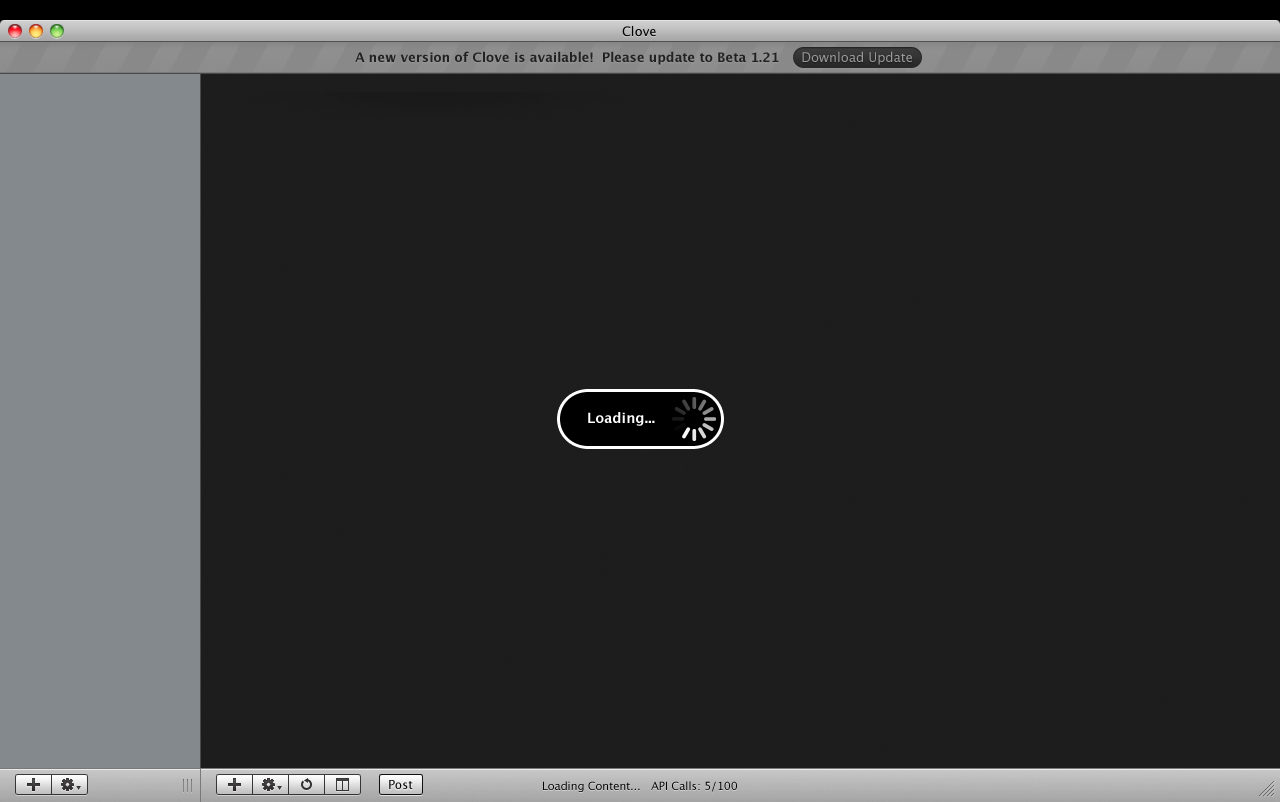 Clove
A new version of Clove is available!  Please update to Beta 1.21
Download Update
Loading...
Post
Loading Content...   API Calls: 5/100